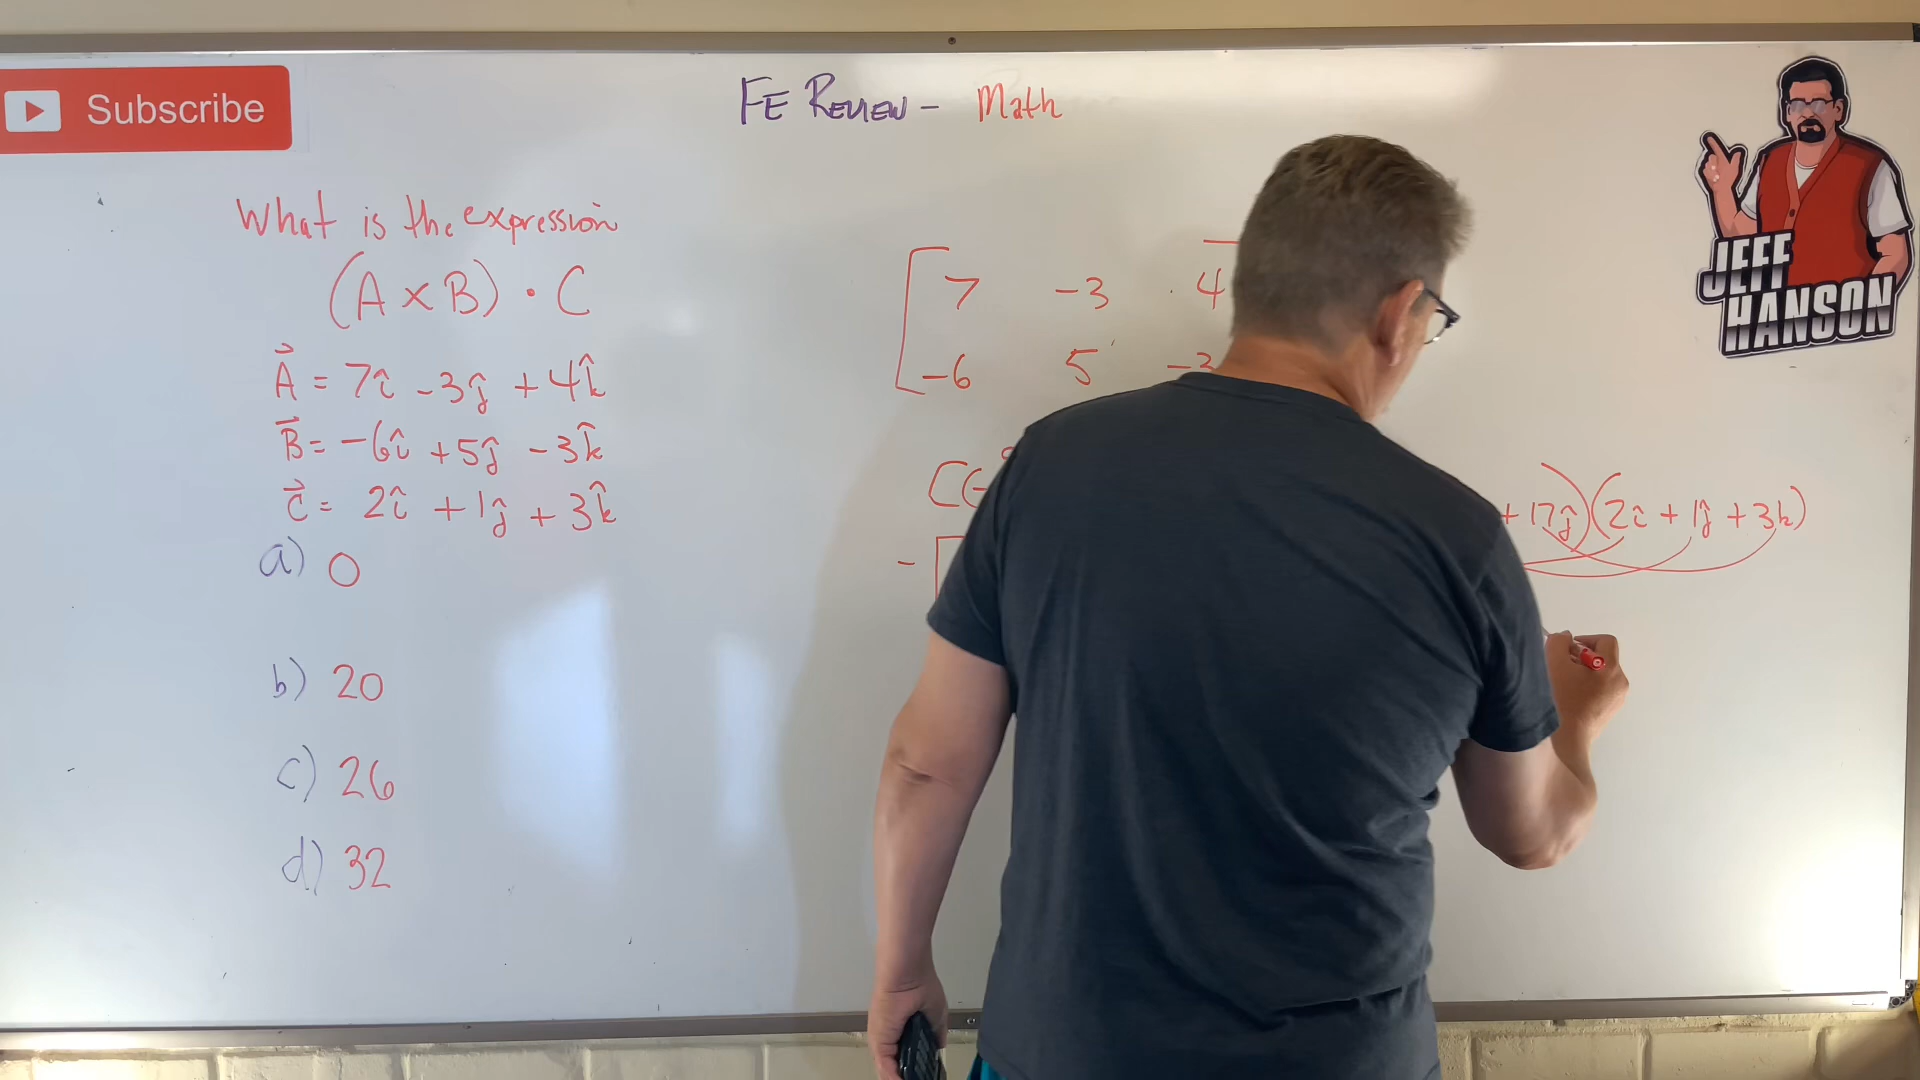 Subscribe
FE REVIEW - Math
JEFF
HANSON
What is the expression
(A × B) · C
A⃗ = 7î - 3ĵ + 4k̂
B⃗ = -6î + 5ĵ - 3k̂
C⃗ = 2î + 1ĵ + 3k̂
a) 0
b) 20
c) 26
d) 32
7 -3 4
-6 5 -3
+ 17ĵ)(2î + 1ĵ + 3k)
-